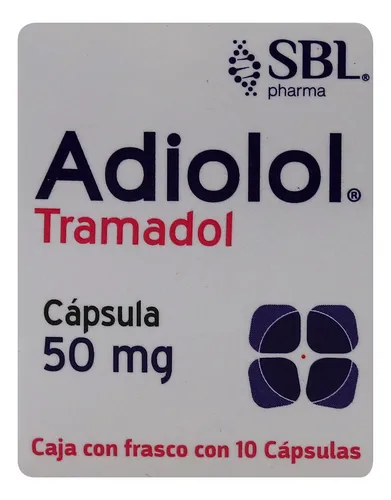 SBL®
pharma
Adiolol®
Tramadol
Cápsula
50 mg
Caja con frasco con 10 Cápsulas